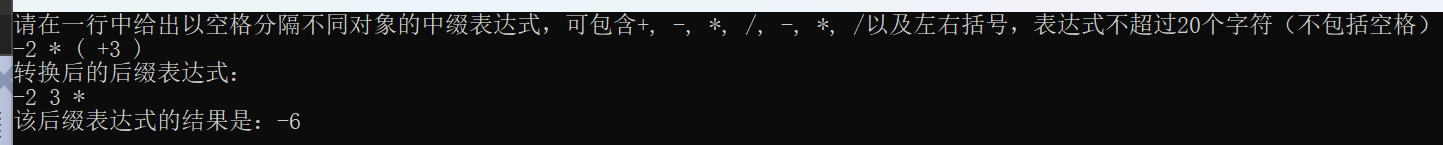 请在一行中给出以空格分隔不同对象的中缀表达式，可包含+, -, *, /, -, *, /以及左右括号，表达式不超过20个字符（不包括空格）
-2 * ( +3 )
转换后的后缀表达式：
-2 3 *
该后缀表达式的结果是：-6